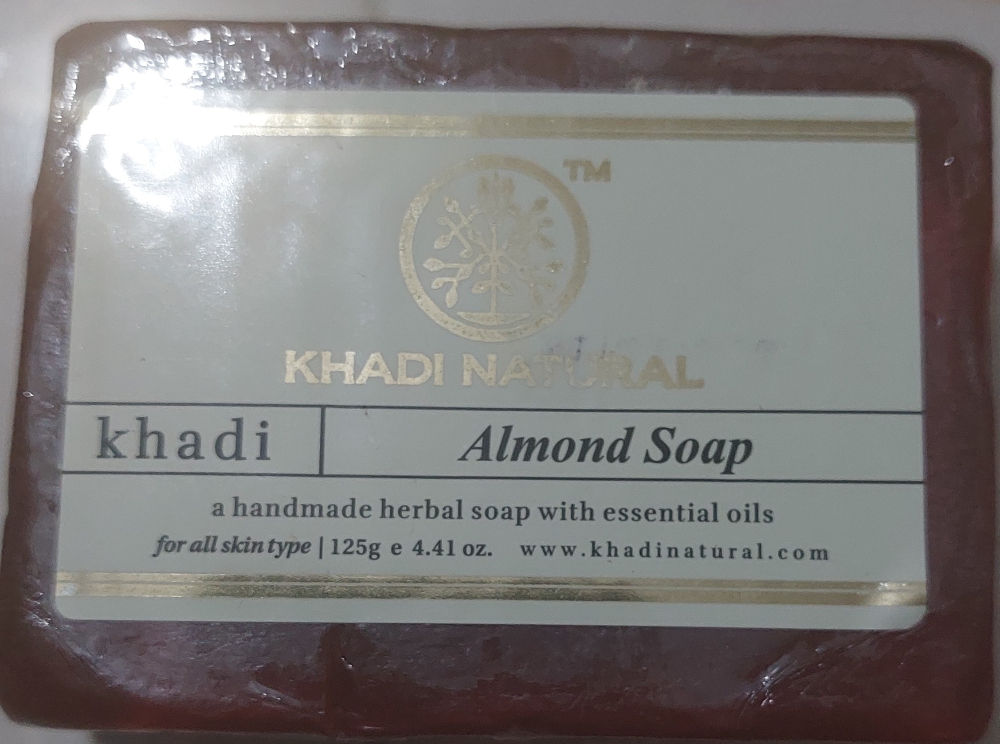 TM
KHADI NATURAL
khadi
Almond Soap
a handmade herbal soap with essential oils
for all skin type | 125g e 4.41 oz. www.khadinatural.com